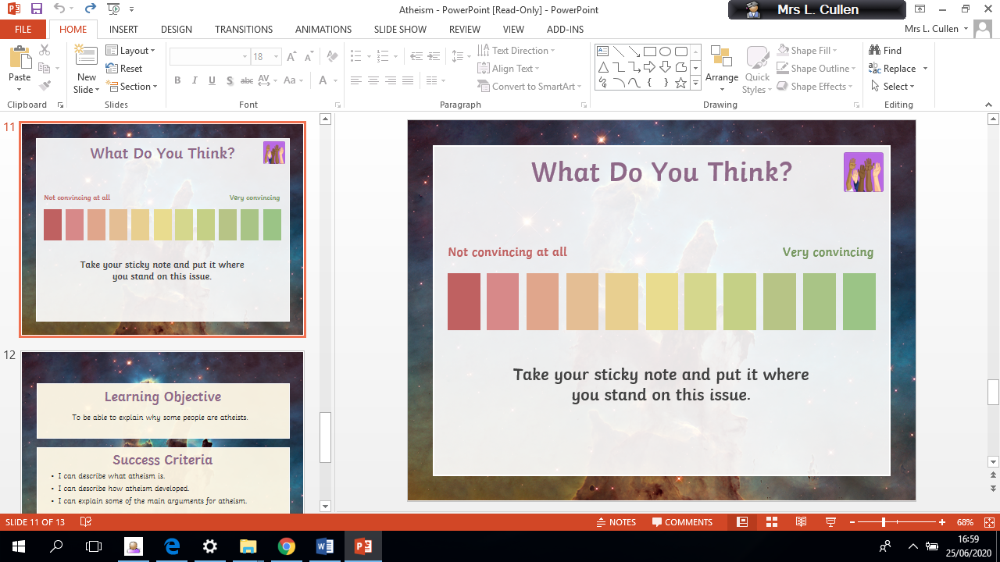 Atheism - PowerPoint [Read-Only] - PowerPoint
Mrs L. Cullen
FILE HOME INSERT DESIGN TRANSITIONS ANIMATIONS SLIDE SHOW REVIEW VIEW ADD-INS
Mrs L. Cullen
Paste
New
Slide
Layout
Reset
Section
18
B I U S abc AV Aa A
Text Direction
Align Text
Convert to SmartArt
Arrange
Quick
Styles
Shape Fill
Shape Outline
Shape Effects
Find
Replace
Select
Clipboard Slides Font Paragraph Drawing Editing
11
What Do You Think?
Not convincing at all Very convincing
Take your sticky note and put it where
you stand on this issue.
12
Learning Objective
To be able to explain why some people are atheists.
Success Criteria
• I can describe what atheism is.
• I can describe how atheism developed.
• I can explain some of the main arguments for atheism.
What Do You Think?
Not convincing at all Very convincing
Take your sticky note and put it where
you stand on this issue.
SLIDE 11 OF 13 NOTES COMMENTS 68%
16:59
25/06/2020